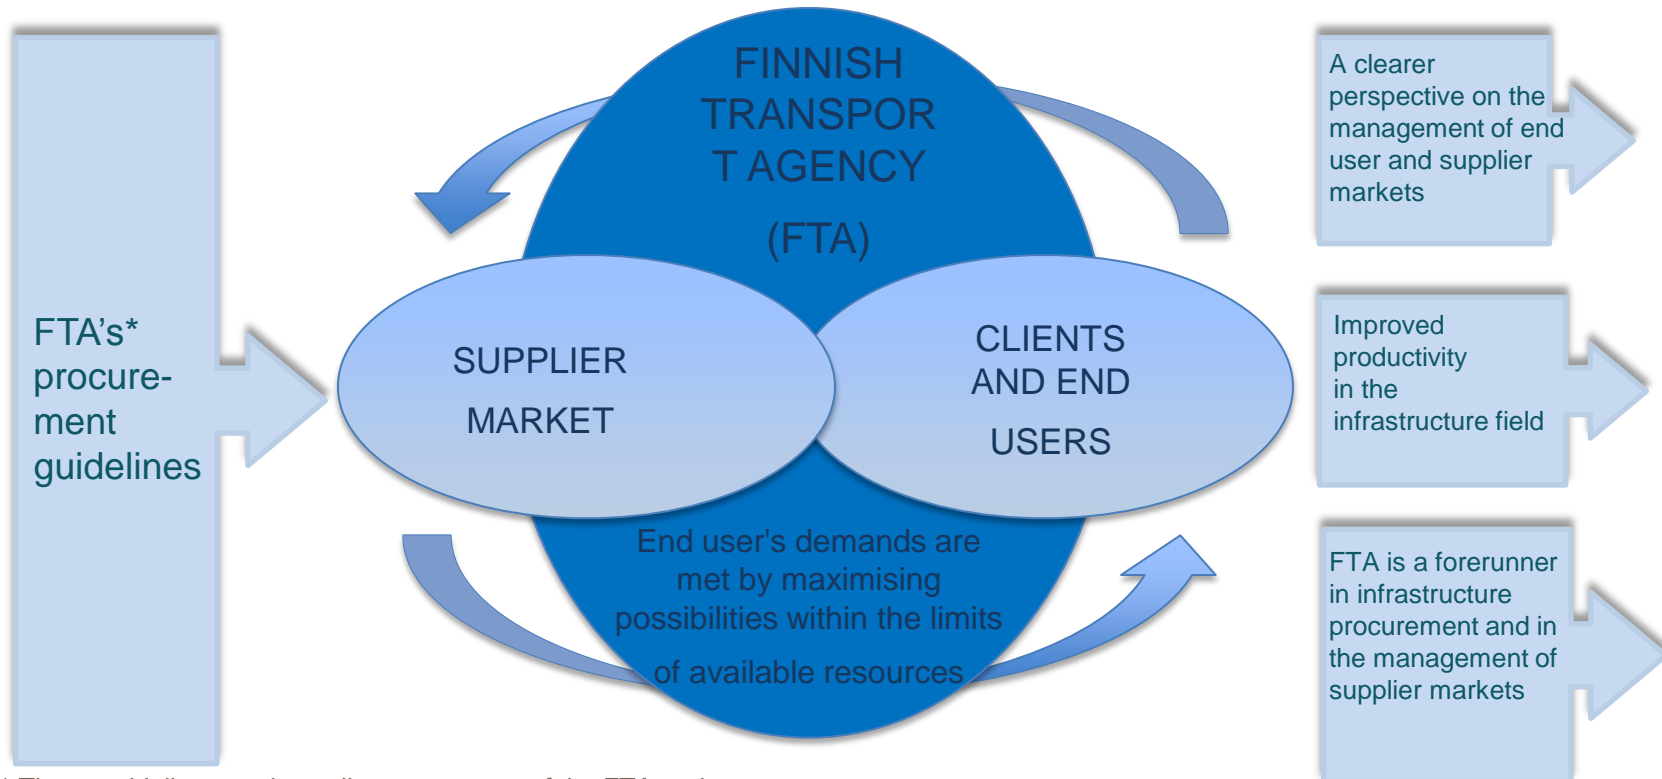 FINNISH
TRANSPOR
T AGENCY
(FTA)
FTA's*
procure-
ment
guidelines
SUPPLIER
MARKET
CLIENTS
AND END
USERS
End user's demands are
met by maximising
possibilities within the limits
of available resources
A clearer
perspective on the
management of end
user and supplier
markets
Improved
productivity
in the
infrastructure field
FTA is a forerunner
in infrastructure
procurement and in
the management of
supplier markets